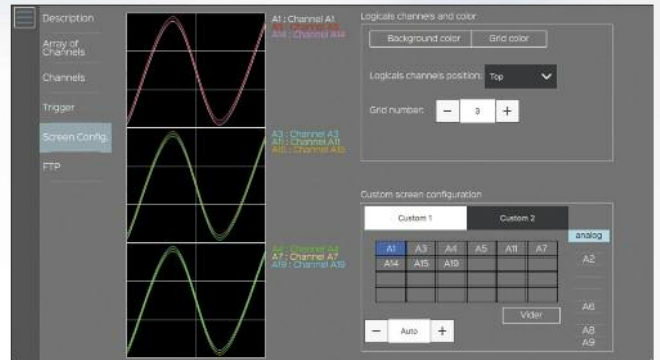 Description
Array of
Channels
Channels
Trigger
Screen Config.
FTP
A1 : Channel A1
A14 : Channel A14
A3 : Channel A3
A11 : Channel A11
A15 : Channel A15
A4 : Channel A4
A7 : Channel A7
A19 : Channel A19
Logicals channels and color
Background color Grid color
Logicals channels position: Top
Grid number: − 3 +
Custom screen configuration
Custom 1 Custom 2
analog
A1 A3 A4 A5 A11 A7
A14 A15 A19
A2
A6
A8
A9
Vider
− Auto +